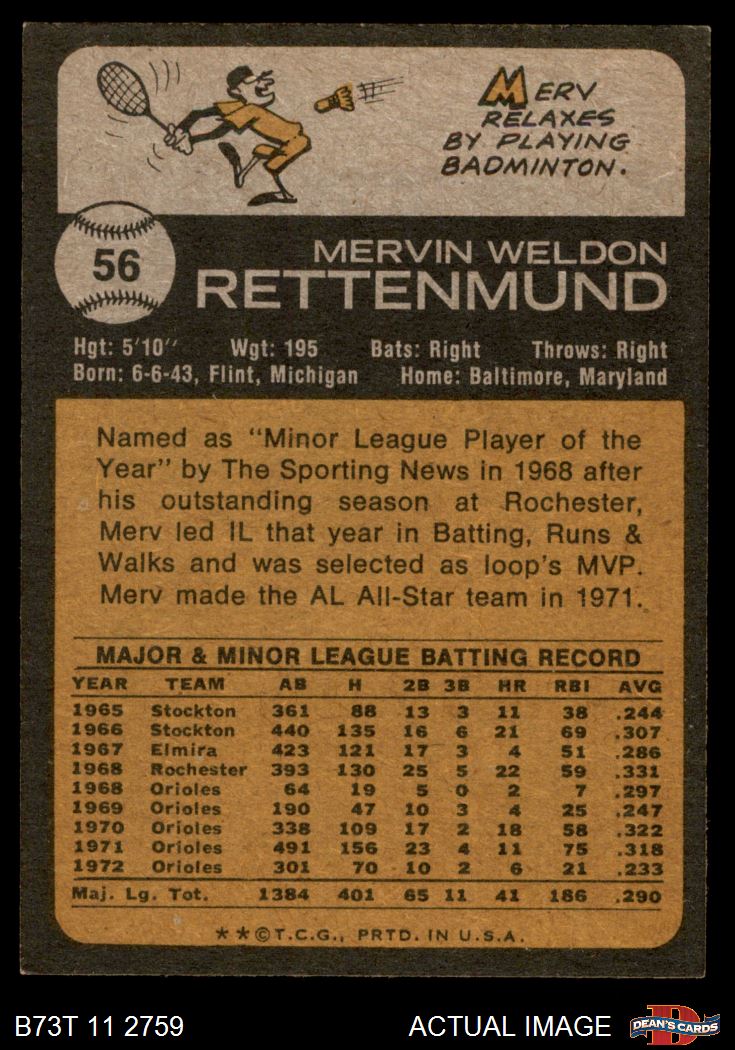 MERV
RELAXES
BY PLAYING
BADMINTON.
56
MERVIN WELDON
RETTENMUND
Hgt: 5'10" Wgt: 195 Bats: Right Throws: Right
Born: 6-6-43, Flint, Michigan Home: Baltimore, Maryland
Named as "Minor League Player of the
Year" by The Sporting News in 1968 after
his outstanding season at Rochester,
Merv led IL that year in Batting, Runs &
Walks and was selected as loop's MVP.
Merv made the AL All-Star team in 1971.
MAJOR & MINOR LEAGUE BATTING RECORD
YEAR TEAM AB H 2B 3B HR RBI AVG
1965 Stockton 361 88 13 3 11 38 .244
1966 Stockton 440 135 16 6 21 69 .307
1967 Elmira 423 121 17 3 4 51 .286
1968 Rochester 393 130 25 5 22 59 .331
1968 Orioles 64 19 5 0 2 7 .297
1969 Orioles 190 47 10 3 4 25 .247
1970 Orioles 338 109 17 2 18 58 .322
1971 Orioles 491 156 23 4 11 75 .318
1972 Orioles 301 70 10 2 6 21 .233
Maj. Lg. Tot. 1384 401 65 11 41 186 .290
**©T.C.G., PRTD. IN U.S.A.
B73T 11 2759 ACTUAL IMAGE D DEAN'S CARDS